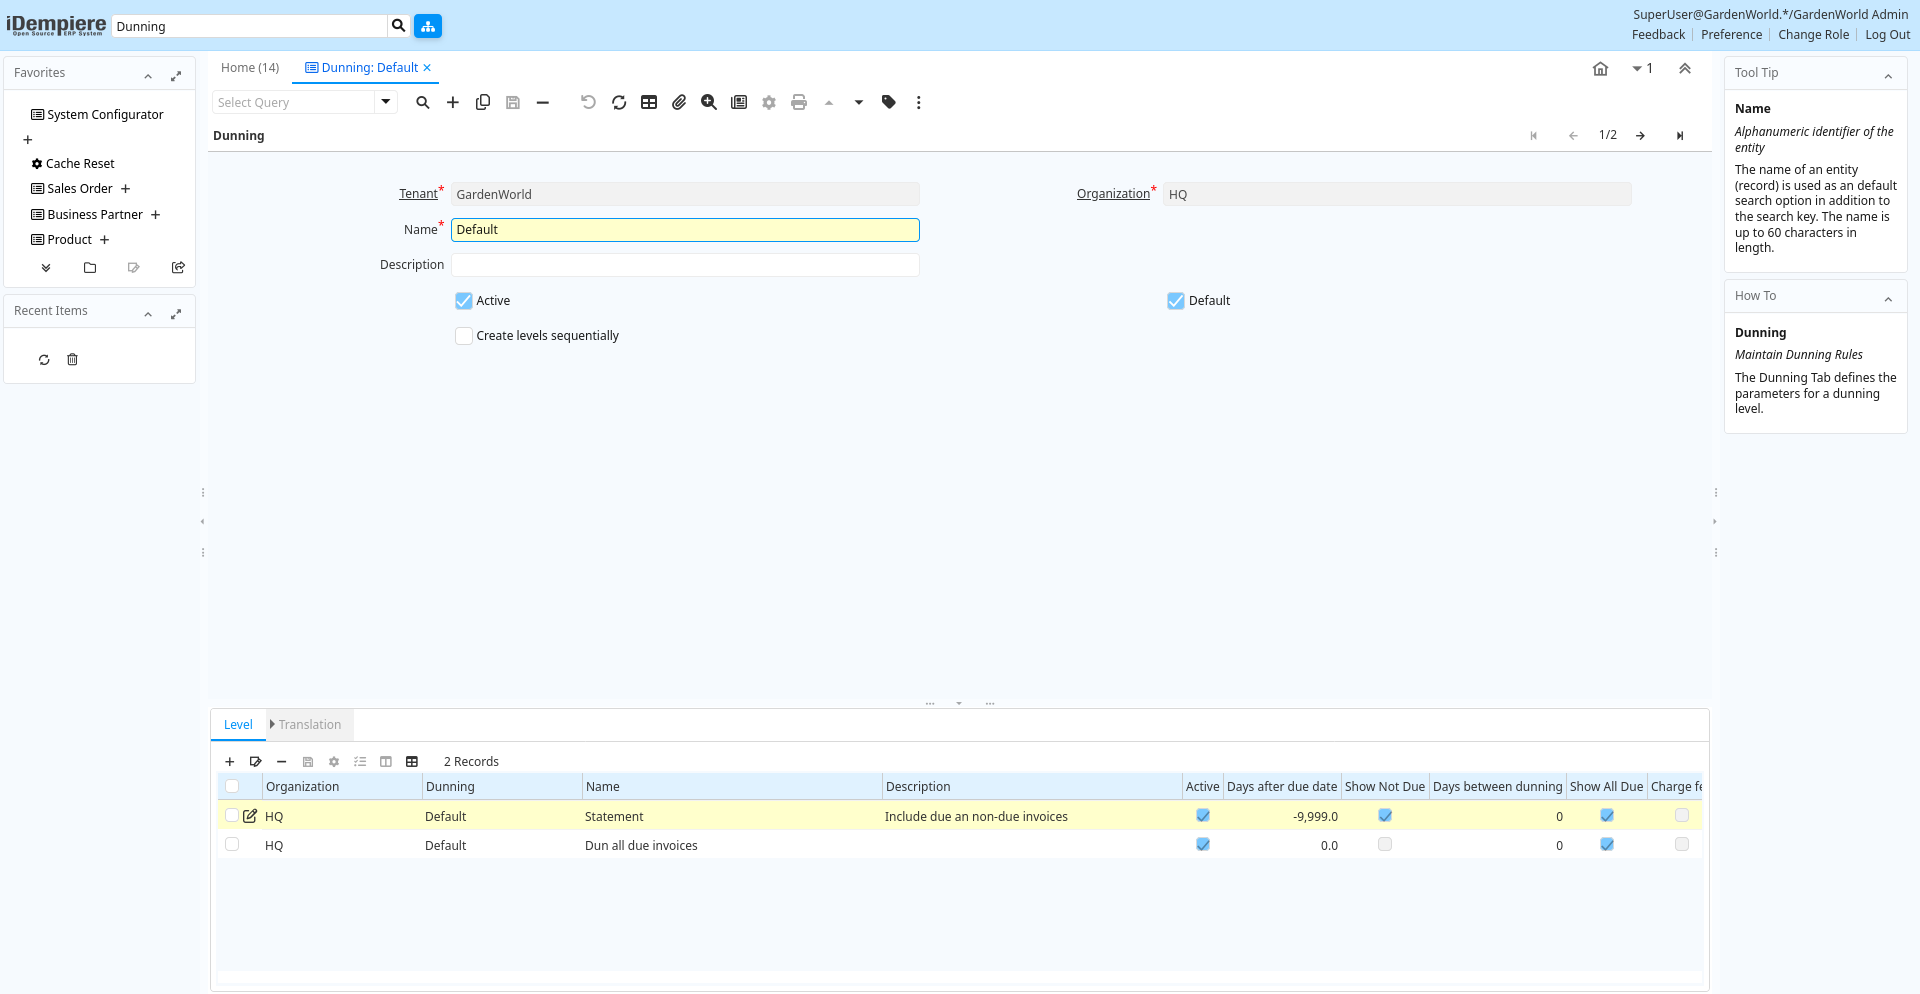 iDempiere
Open Source ERP System
Dunning
SuperUser@GardenWorld.*/GardenWorld Admin
Feedback Preference Change Role Log Out
Favorites
System Configurator
Cache Reset
Sales Order
Business Partner
Product
Recent Items
Home (14)
Dunning: Default
1
Select Query
Dunning
1/2
Tenant* GardenWorld
Organization* HQ
Name* Default
Description
Active
Default
Create levels sequentially
Level
Translation
2 Records
Organization Dunning Name Description Active Days after due date Show Not Due Days between dunning Show All Due Charge fe
HQ Default Statement Include due an non-due invoices -9,999.0 0
HQ Default Dun all due invoices 0.0 0
Tool Tip
Name
Alphanumeric identifier of the
entity
The name of an entity
(record) is used as an default
search option in addition to
the search key. The name is
up to 60 characters in
length.
How To
Dunning
Maintain Dunning Rules
The Dunning Tab defines the
parameters for a dunning
level.